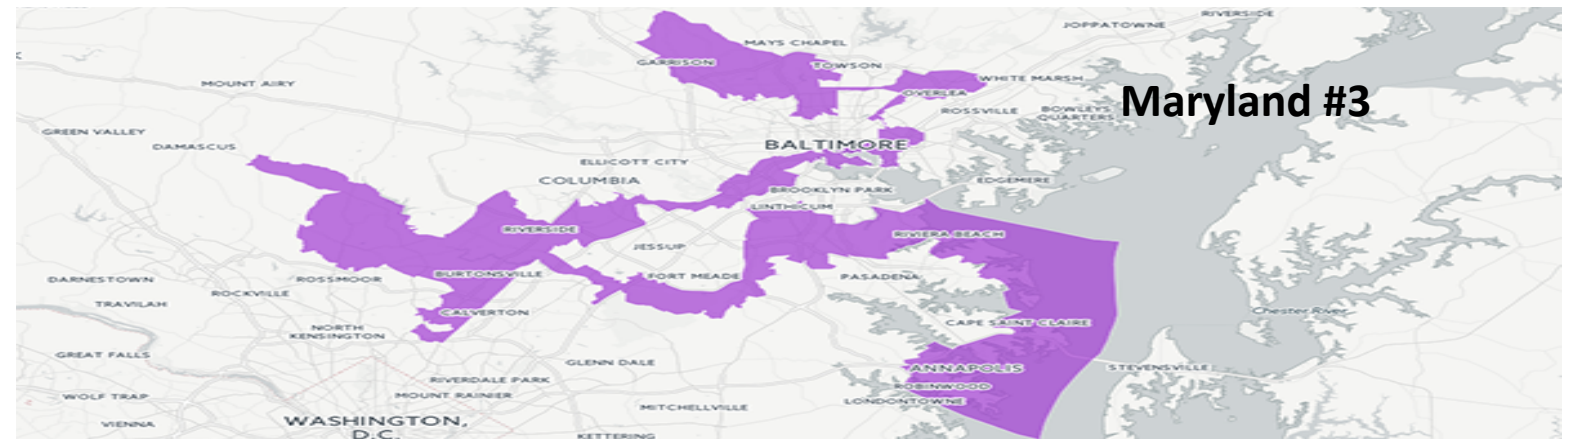 RIVERSIDE
JOPPATOWNE
MAYS CHAPEL
GARRISON
TOWSON
WHITE MARSH
MOUNT AIRY
OVERLEA
Maryland #3
ROSSVILLE
BOWLEYS
QUARTERS
GREEN VALLEY
DAMASCUS
BALTIMORE
ELLICOTT CITY
COLUMBIA
EDGEMERE
BROOKLYN PARK
LINTHICUM
RIVERSIDE
RIVIERA BEACH
JESSUP
DARNESTOWN
ROSSMOOR
BURTONSVILLE
FORT MEADE
PASADENA
ROCKVILLE
TRAVILAH
CALVERTON
Chester River
NORTH
KENSINGTON
CAPE SAINT CLAIRE
GREAT FALLS
GLENN DALE
ANNAPOLIS
STEVENSVILLE
RIVERDALE PARK
ROBINWOOD
WOLF TRAP
MOUNT RAINIER
LONDONTOWNE
MITCHELLVILLE
VIENNA
WASHINGTON,
D.C.
KETTERING